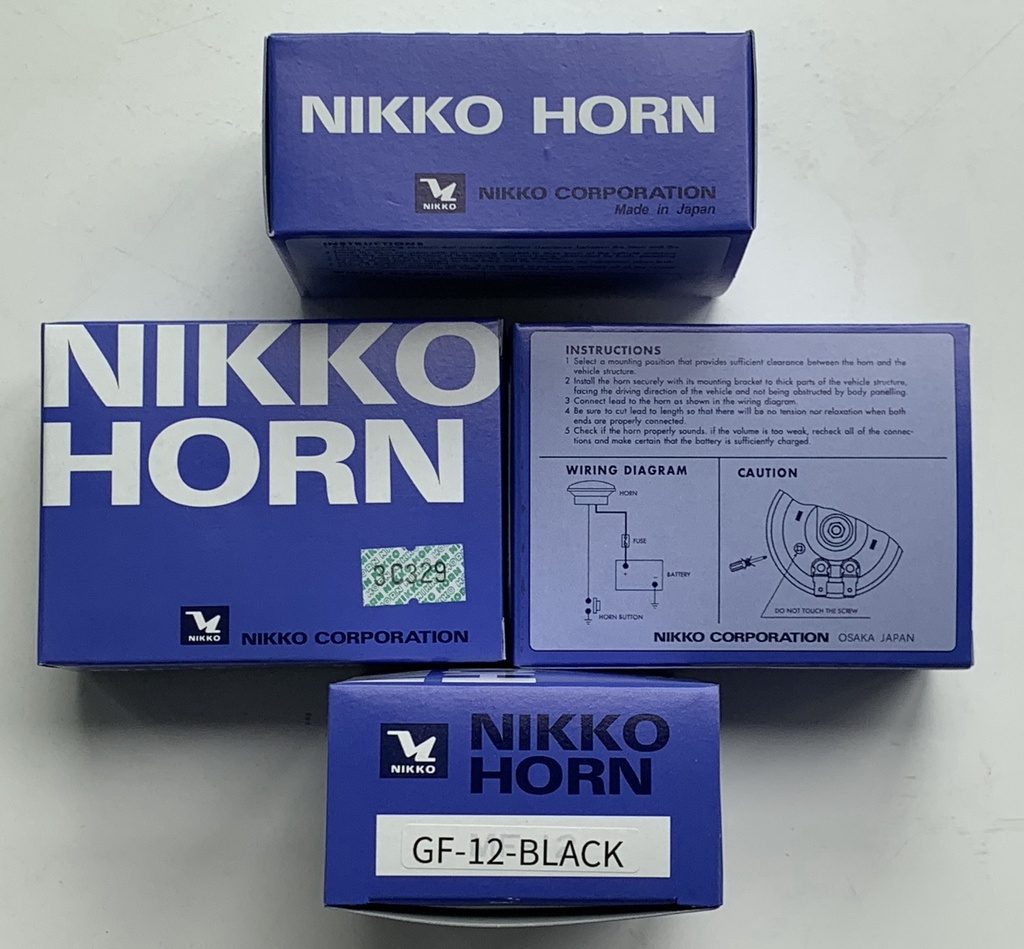 NIKKO HORN
NIKKO
NIKKO CORPORATION
Made in Japan
INSTRUCTIONS
NIKKO
HORN
3C329
NIKKO
NIKKO CORPORATION
INSTRUCTIONS
1 Select a mounting position that provides sufficient clearance between the horn and the
vehicle structure.
2 Install the horn securely with its mounting bracket to thick parts of the vehicle structure,
facing the driving direction of the vehicle and not being abstructed by body panelling.
3 Connect lead to the horn as shown in the wiring diagram.
4 Be sure to cut lead to length so that there will be no tension nor relaxation when both
ends are properly connected.
5 Check if the horn properly sounds. if the volume is too weak, recheck all of the connec-
tions and make certain that the battery is sufficiently charged.
WIRING DIAGRAM
HORN
FUSE
BATTERY
HORN BUTTON
CAUTION
DO NOT TOUCH THE SCREW
NIKKO CORPORATION OSAKA JAPAN
NIKKO
NIKKO
HORN
GF-12-BLACK